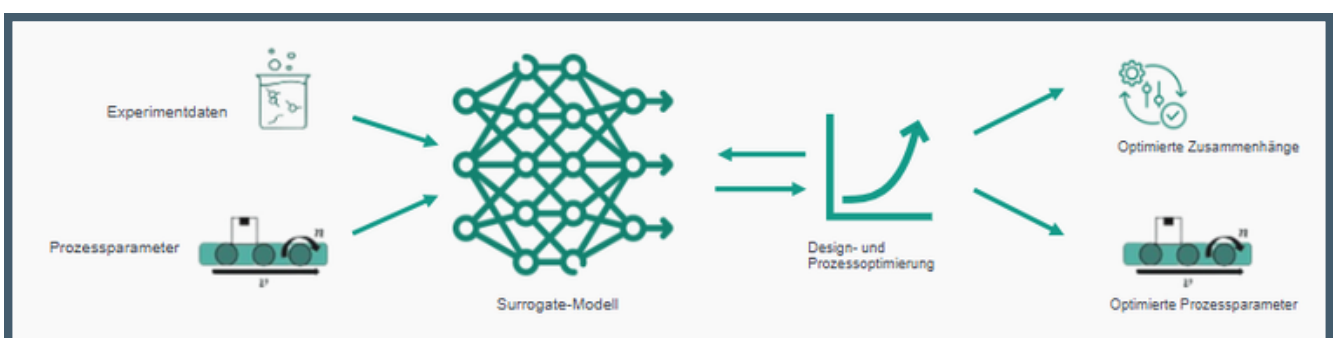 Experimentdaten
Prozessparameter
n
v
Surrogate-Modell
Design- und
Prozessoptimierung
Optimierte Zusammenhänge
n
v
Optimierte Prozessparameter